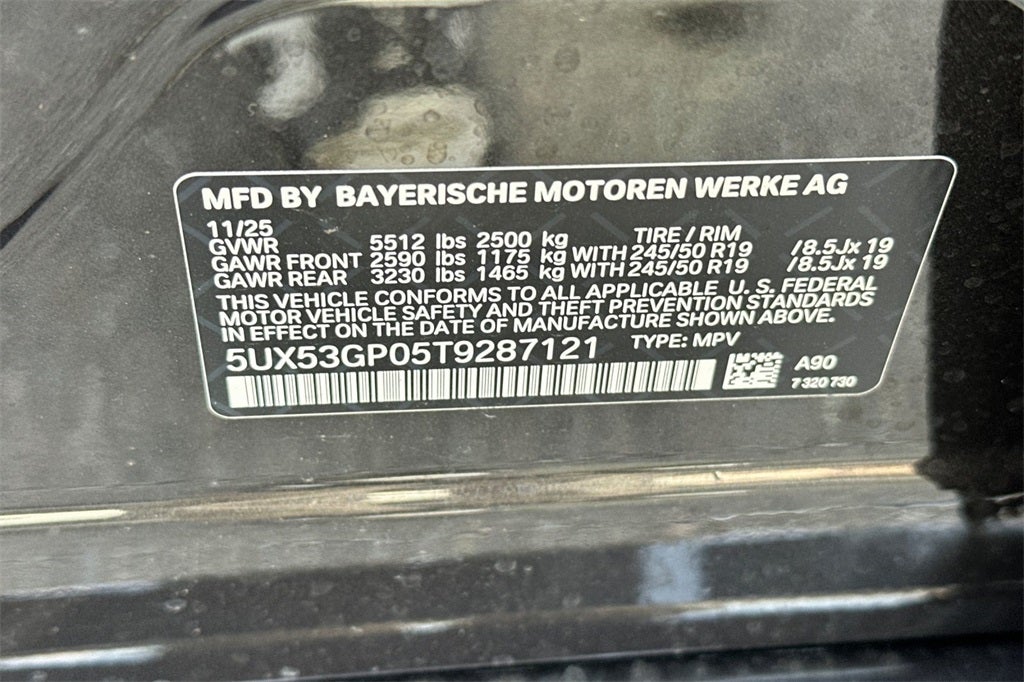 MFD BY BAYERISCHE MOTOREN WERKE AG
11/25 TIRE / RIM
GVWR 5512 lbs 2500 kg
GAWR FRONT 2590 lbs 1175 kg WITH 245/50 R19 /8.5Jx 19
GAWR REAR 3230 lbs 1465 kg WITH 245/50 R19 /8.5Jx 19
THIS VEHICLE CONFORMS TO ALL APPLICABLE U. S. FEDERAL
MOTOR VEHICLE SAFETY AND THEFT PREVENTION STANDARDS
IN EFFECT ON THE DATE OF MANUFACTURE SHOWN ABOVE.
5UX53GP05T9287121 TYPE: MPV
A90
7 320 730